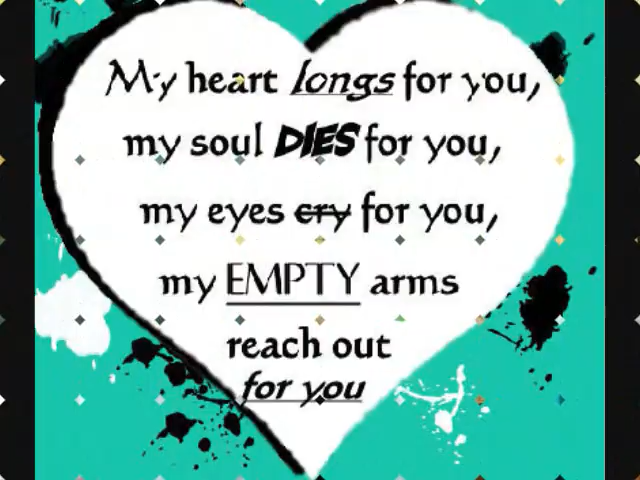 My heart longs for you,
my soul DIES for you,
my eyes cry for you,
my EMPTY arms
reach out
for you